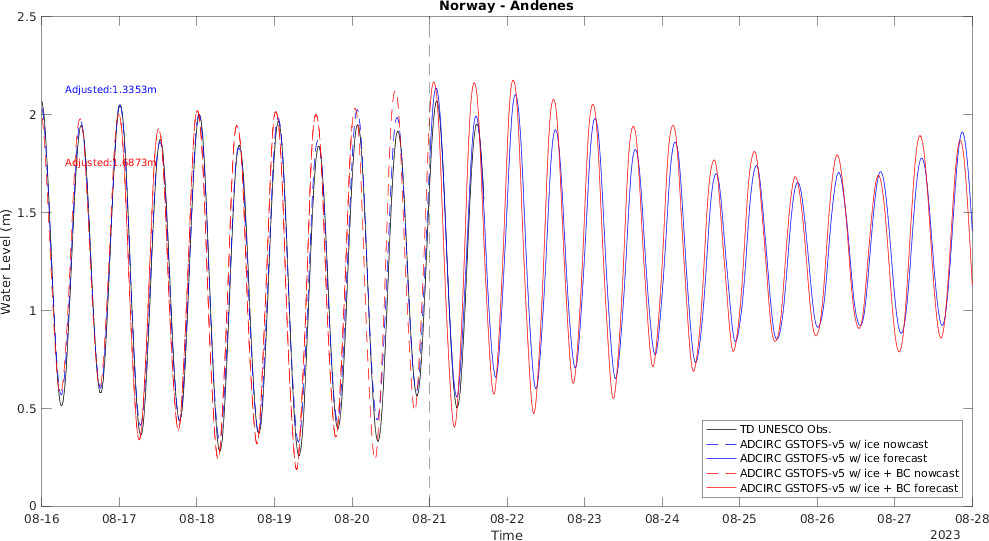 Norway - Andenes
2.5
2
1.5
1
0.5
0
Water Level (m)
Adjusted:1.3353m
Adjusted:1.6873m
TD UNESCO Obs.
ADCIRC GSTOFS-v5 w/ ice nowcast
ADCIRC GSTOFS-v5 w/ ice forecast
ADCIRC GSTOFS-v5 w/ ice + BC nowcast
ADCIRC GSTOFS-v5 w/ ice + BC forecast
08-16 08-17 08-18 08-19 08-20 08-21 08-22 08-23 08-24 08-25 08-26 08-27 08-28
Time
2023